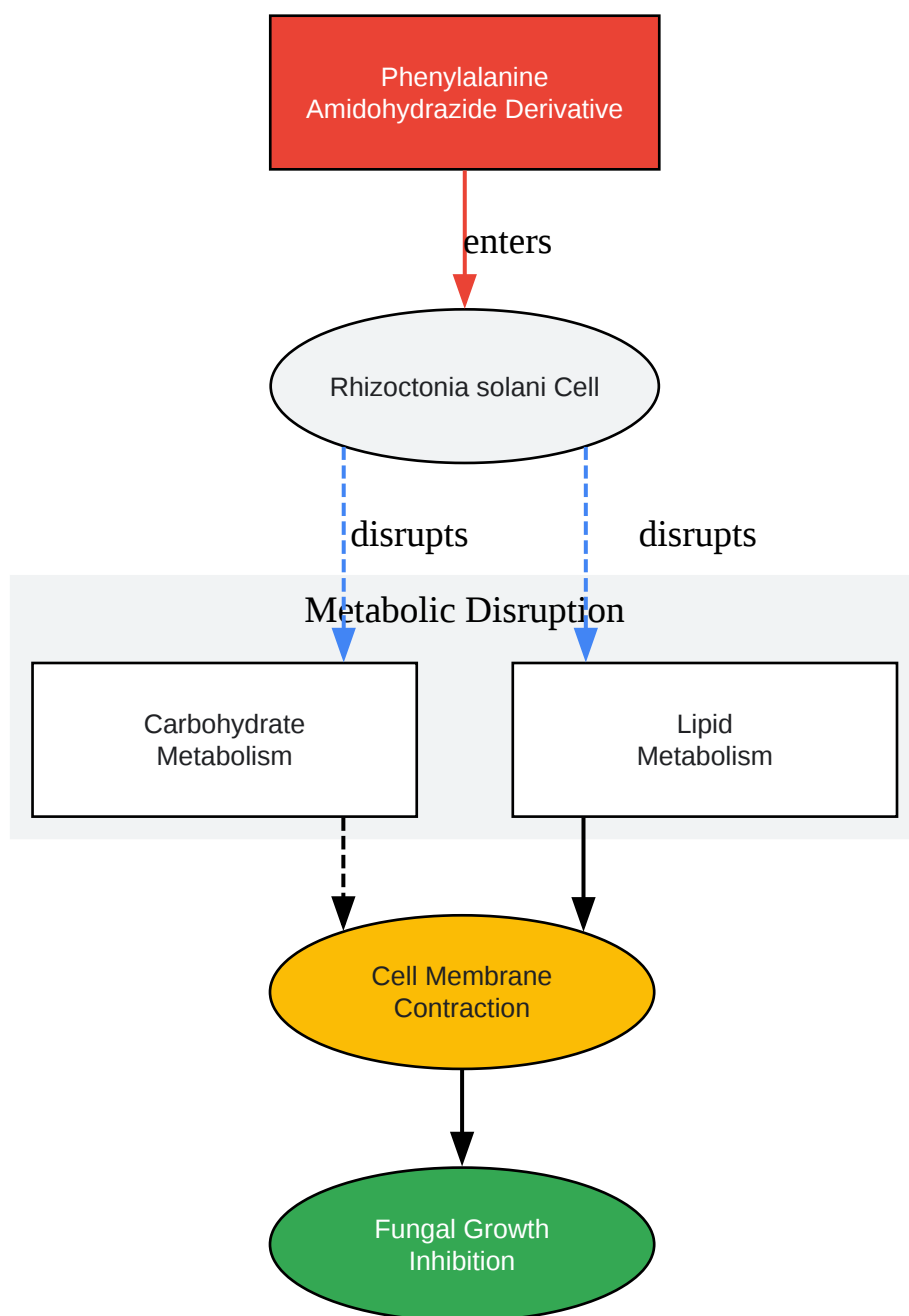 Phenylalanine
Amidohydrazide Derivative
enters
Rhizoctonia solani Cell
disrupts
disrupts
Metabolic Disruption
Carbohydrate
Metabolism
Lipid
Metabolism
Cell Membrane
Contraction
Fungal Growth
Inhibition